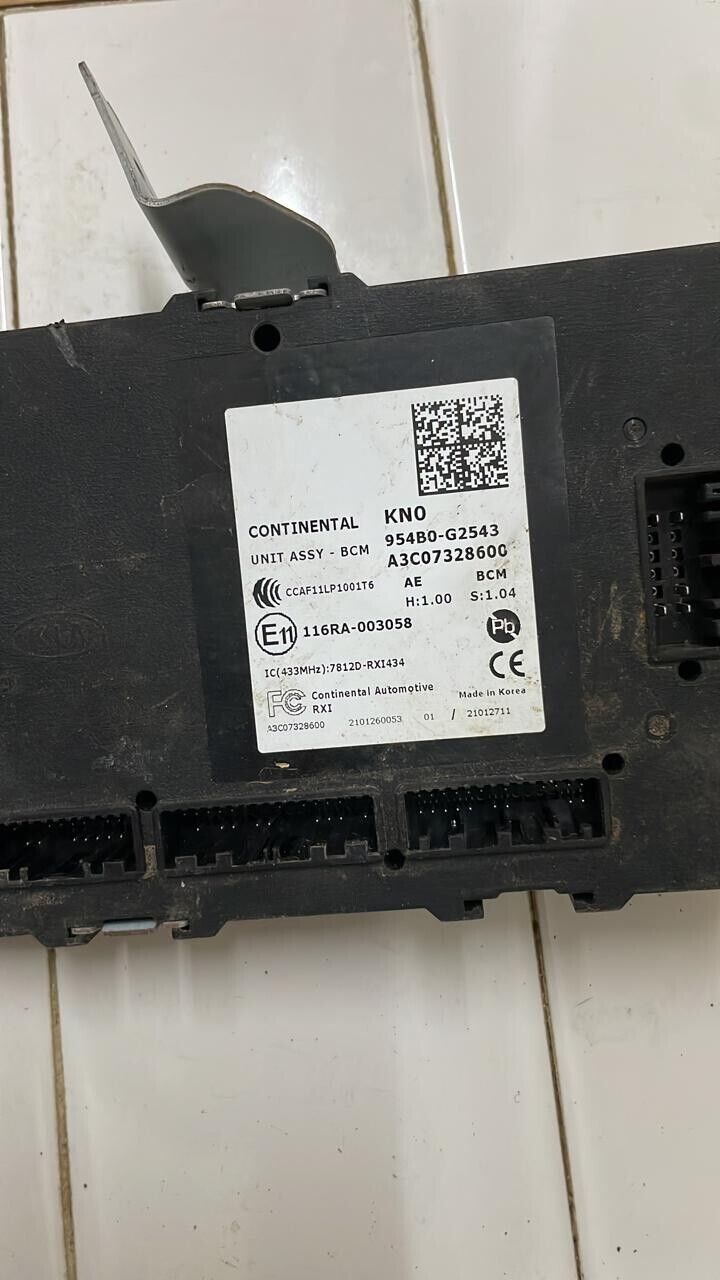 KN0
CONTINENTAL
954B0-G2543
UNIT ASSY - BCM
A3C07328600
CCAF11LP1001T6
AE
BCM
H:1.00
S:1.04
E11
116RA-003058
Pb
IC(433MHz):7812D-RXI434
CE
FC
Continental Automotive
Made in Korea
RXI
A3C07328600
2101260053
01
/
21012711